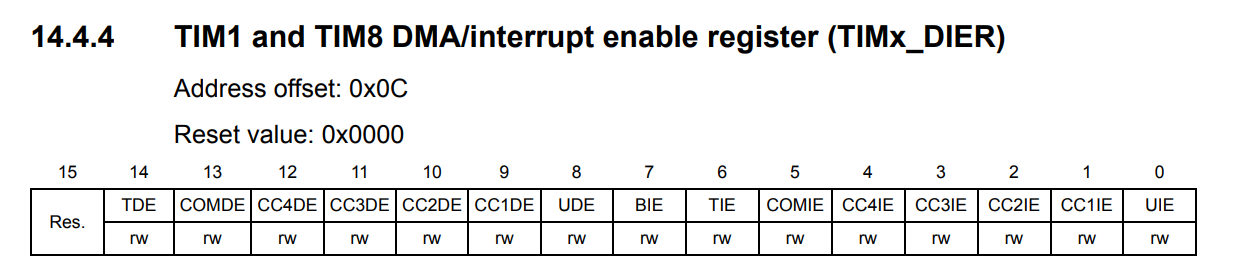 14.4.4 TIM1 and TIM8 DMA/interrupt enable register (TIMx_DIER)
Address offset: 0x0C
Reset value: 0x0000
15 14 13 12 11 10 9 8 7 6 5 4 3 2 1 0
Res. TDE COMDE CC4DE CC3DE CC2DE CC1DE UDE BIE TIE COMIE CC4IE CC3IE CC2IE CC1IE UIE
rw rw rw rw rw rw rw rw rw rw rw rw rw rw rw